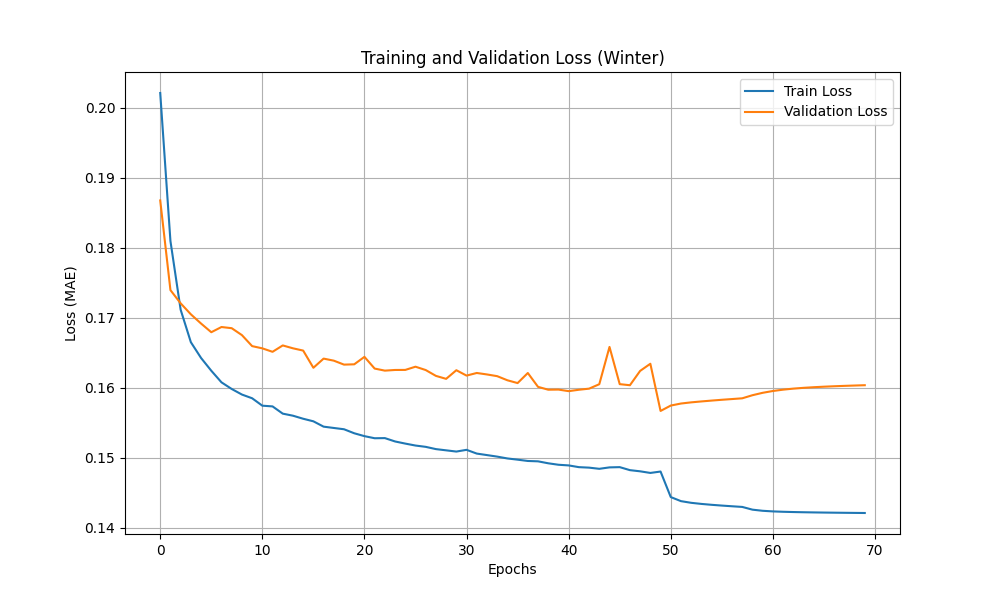 Training and Validation Loss (Winter)
Train Loss
Validation Loss
Loss (MAE)
0.20
0.19
0.18
0.17
0.16
0.15
0.14
0 10 20 30 40 50 60 70
Epochs